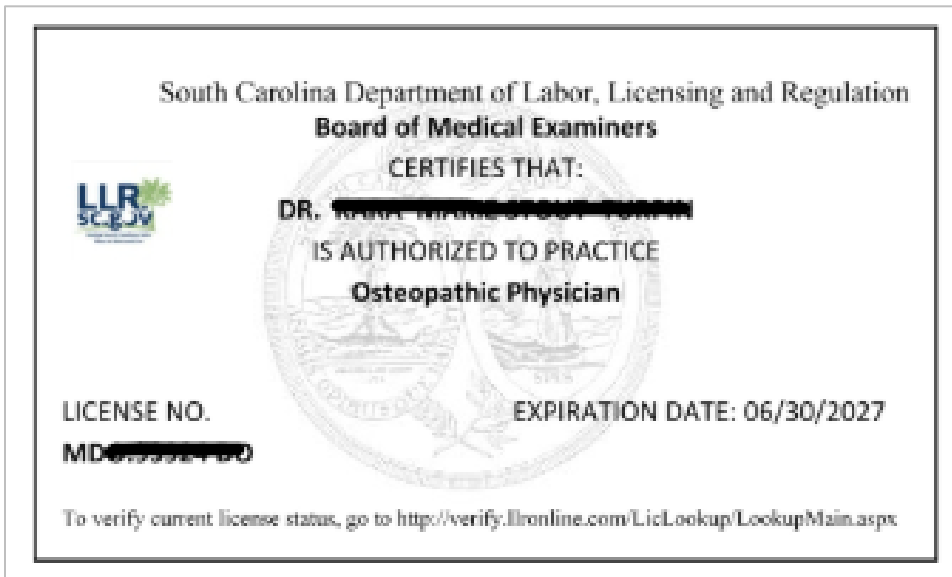 South Carolina Department of Labor, Licensing and Regulation
Board of Medical Examiners
CERTIFIES THAT:
LLR
SC.gov
DR.
IS AUTHORIZED TO PRACTICE
Osteopathic Physician
LICENSE NO.
EXPIRATION DATE: 06/30/2027
MD
To verify current license status, go to http://verify.llronline.com/LicLookup/LookupMain.aspx